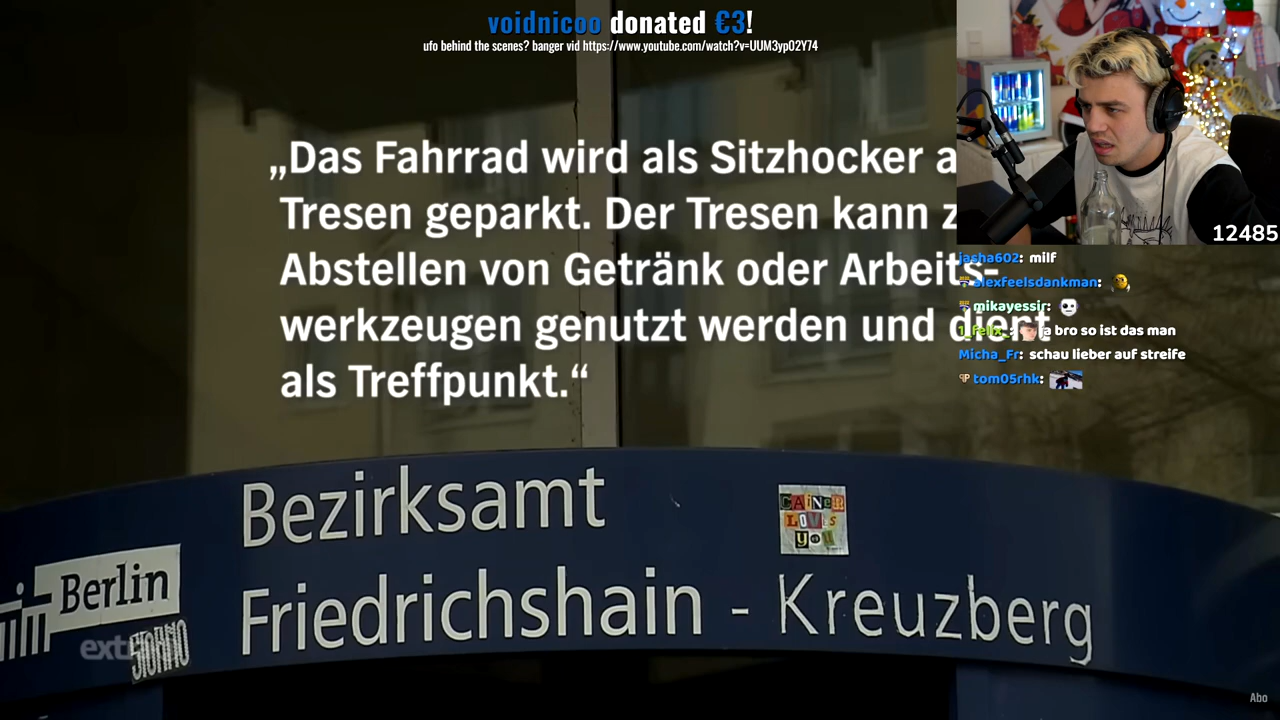 voidnicoo donated €3!
ufo behind the scenes? banger vid https://www.youtube.com/watch?v=UUM3ypO2Y74
„Das Fahrrad wird als Sitzhocker a
Tresen geparkt. Der Tresen kann z
Abstellen von Getränk oder Arbeits-
werkzeugen genutzt werden und dient
als Treffpunkt.“
12485
jasha602: milf
alexfeelsdankman:
mikayessir:
a bro so ist das man
Micha_Fr: schau lieber auf streife
tom05rhk:
Bezirksamt
Friedrichshain - Kreuzberg
Berlin
CAiNER
LOVES
you
extra
STORNO
Abo